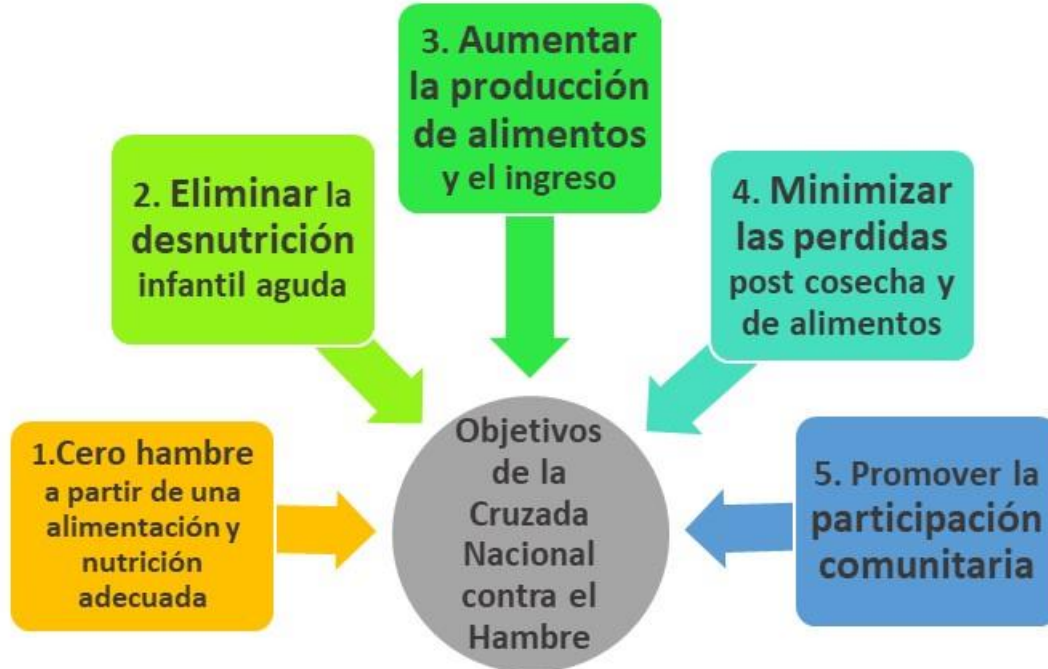 1.Cero hambre
a partir de una
alimentación y
nutrición
adecuada
2. Eliminar la
desnutrición
infantil aguda
3. Aumentar
la producción
de alimentos
y el ingreso
4. Minimizar
las perdidas
post cosecha y
de alimentos
5. Promover la
participación
comunitaria
Objetivos
de la
Cruzada
Nacional
contra el
Hambre